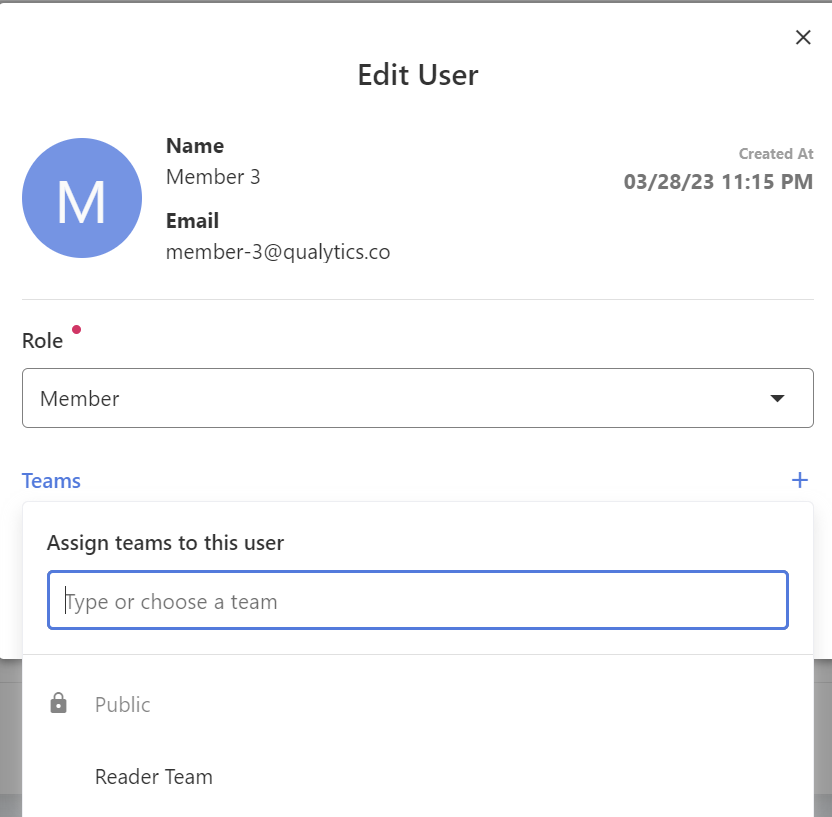 Edit User
M
Name
Member 3
Created At
03/28/23 11:15 PM
Email
member-3@qualytics.co
Role
Member
Teams
Assign teams to this user
Type or choose a team
Public
Reader Team